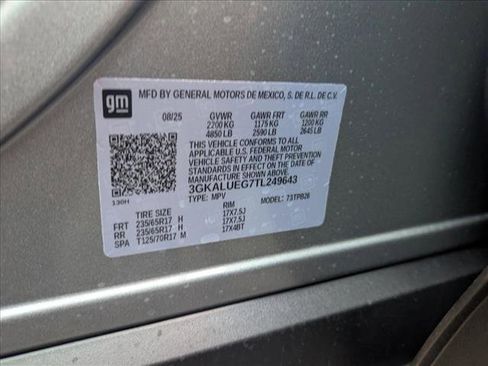 gm
MFD BY GENERAL MOTORS DE MEXICO, S. DE R.L. DE C.V.
08/25 GVWR GAWR FRT GAWR RR
2200 KG 1175 KG 1200 KG
4850 LB 2590 LB 2645 LB
THIS VEHICLE CONFORMS TO ALL
APPLICABLE U.S. FEDERAL MOTOR
VEHICLE SAFETY AND THEFT PREVENTION
STANDARDS IN EFFECT ON THE DATE OF
MANUFACTURE SHOWN ABOVE.
3GKALUEG7TL249643
130H TYPE: MPV MODEL: 73TPB26
TIRE SIZE RIM
FRT 235/65R17 H 17X7.5J
RR 235/65R17 H 17X7.5J
SPA T125/70R17 M 17X4BT